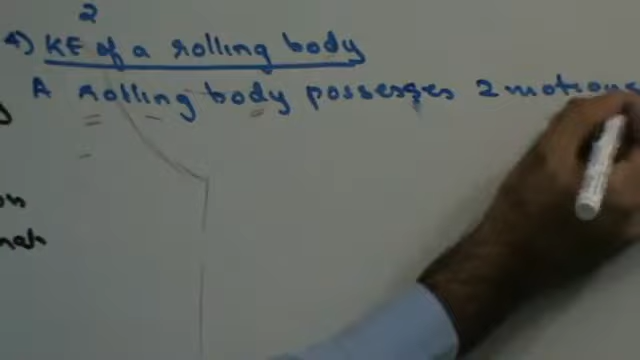 2
4) KE of a rolling body
A rolling body possesses 2 motions